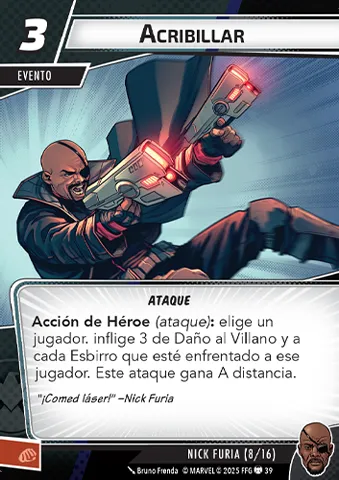 3
ACRIBILLAR
EVENTO
ATAQUE
Acción de Héroe (ataque): elige un
jugador. inflige 3 de Daño al Villano y a
cada Esbirro que esté enfrentado a ese
jugador. Este ataque gana A distancia.
"¡Comed láser!" –Nick Furia
NICK FURIA (8/16)
Bruno Frenda © MARVEL © 2025 FFG 39